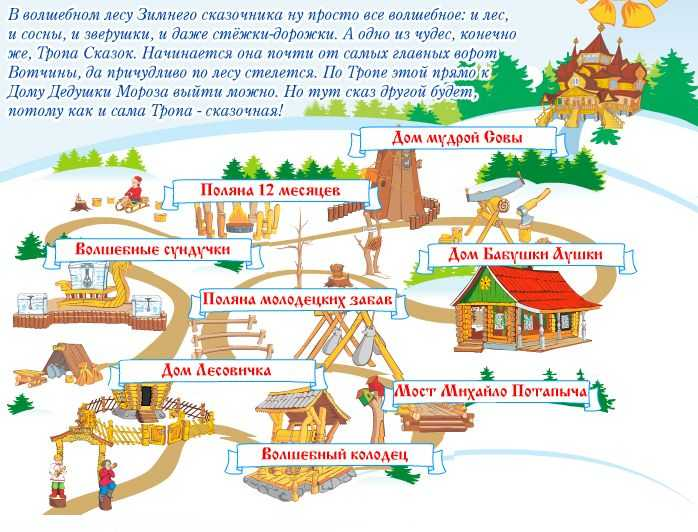 В волшебном лесу Зимнего сказочника ну просто все волшебное: и лес,
и сосны, и зверушки, и даже стёжки-дорожки. А одно из чудес, конечно
же, Тропа Сказок. Начинается она почти от самых главных ворот
Вотчины, да причудливо по лесу стелется. По Тропе этой прямо к
Дому Дедушки Мороза выйти можно. Но тут сказ другой будет,
потому как и сама Тропа - сказочная!
Дом мудрой Совы
Поляна 12 месяцев
Волшебные сундучки
Дом Бабушки Аушки
Поляна молодецких забав
Дом Лесовичка
Мост Михайло Потапыча
Волшебный колодец